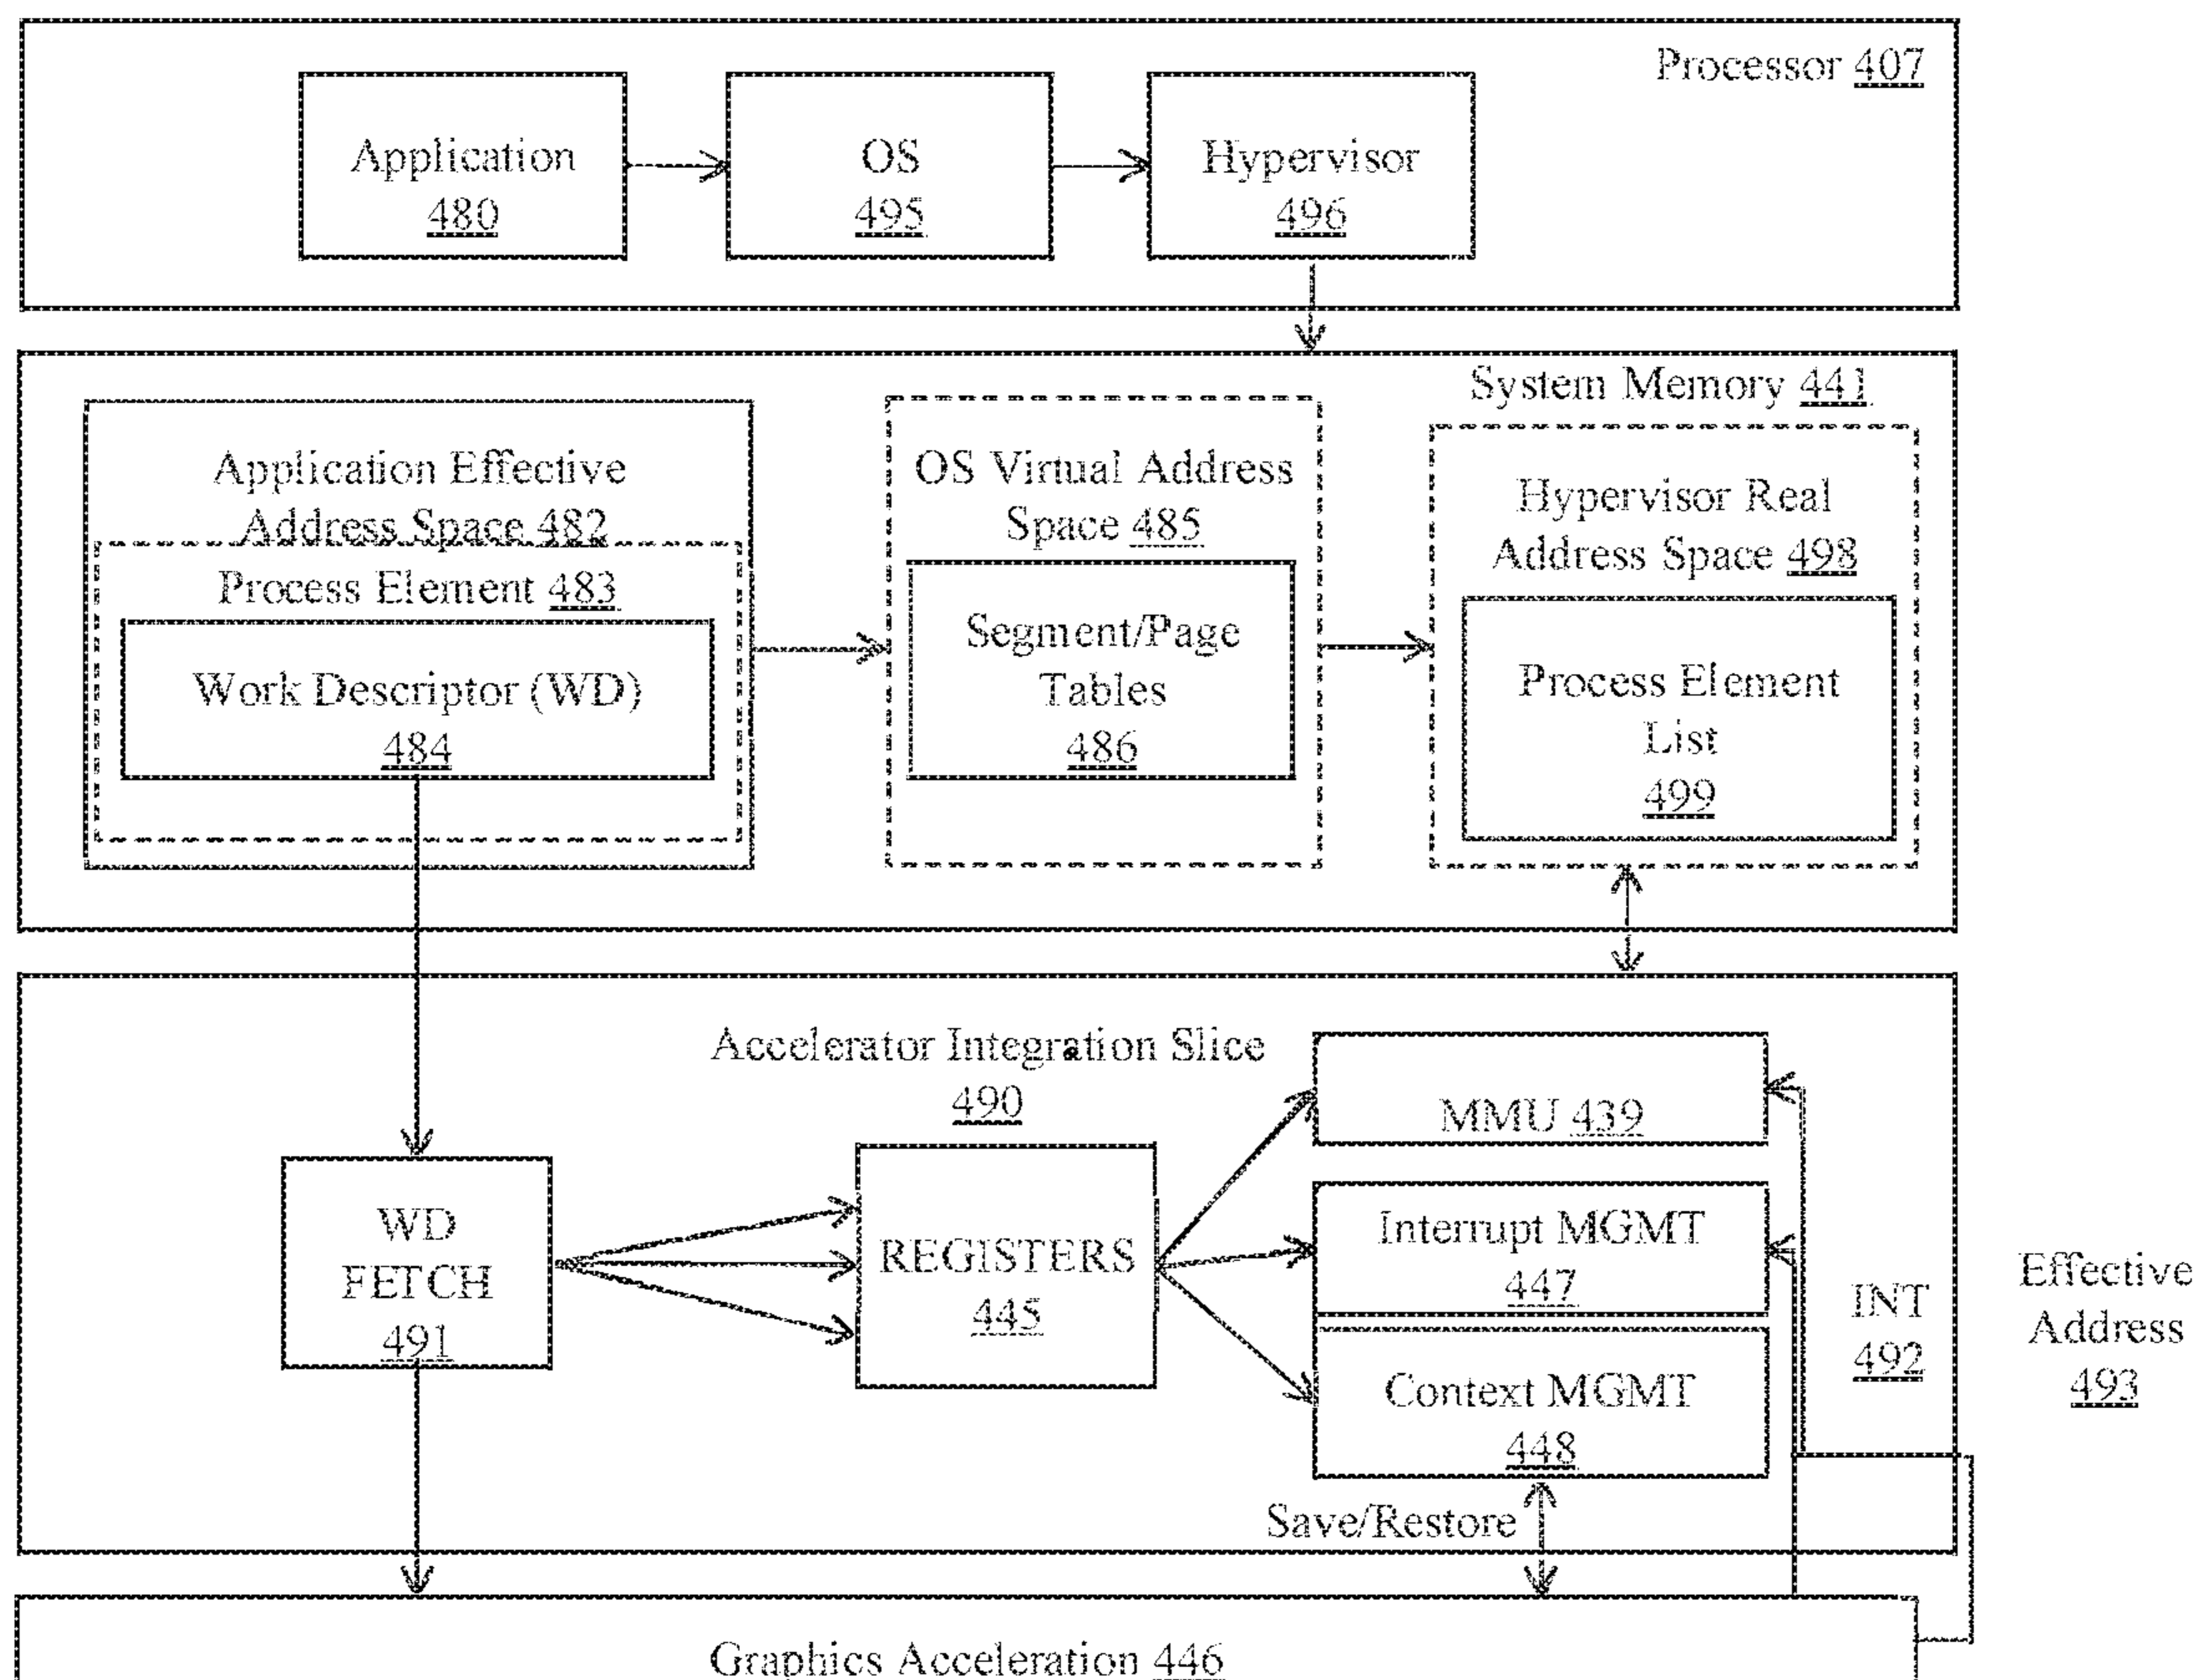 Processor 407
Application
480
OS
495
Hypervisor
496
System Memory 441
Application Effective
Address Space 482
Process Element 483
Work Descriptor (WD)
484
OS Virtual Address
Space 485
Segment/Page
Tables
486
Hypervisor Real
Address Space 498
Process Element
List
499
Accelerator Integration Slice
490
WD
FETCH
491
REGISTERS
445
MMU 439
Interrupt MGMT
447
Context MGMT
448
INT
492
Effective
Address
493
Save/Restore
Graphics Acceleration 446